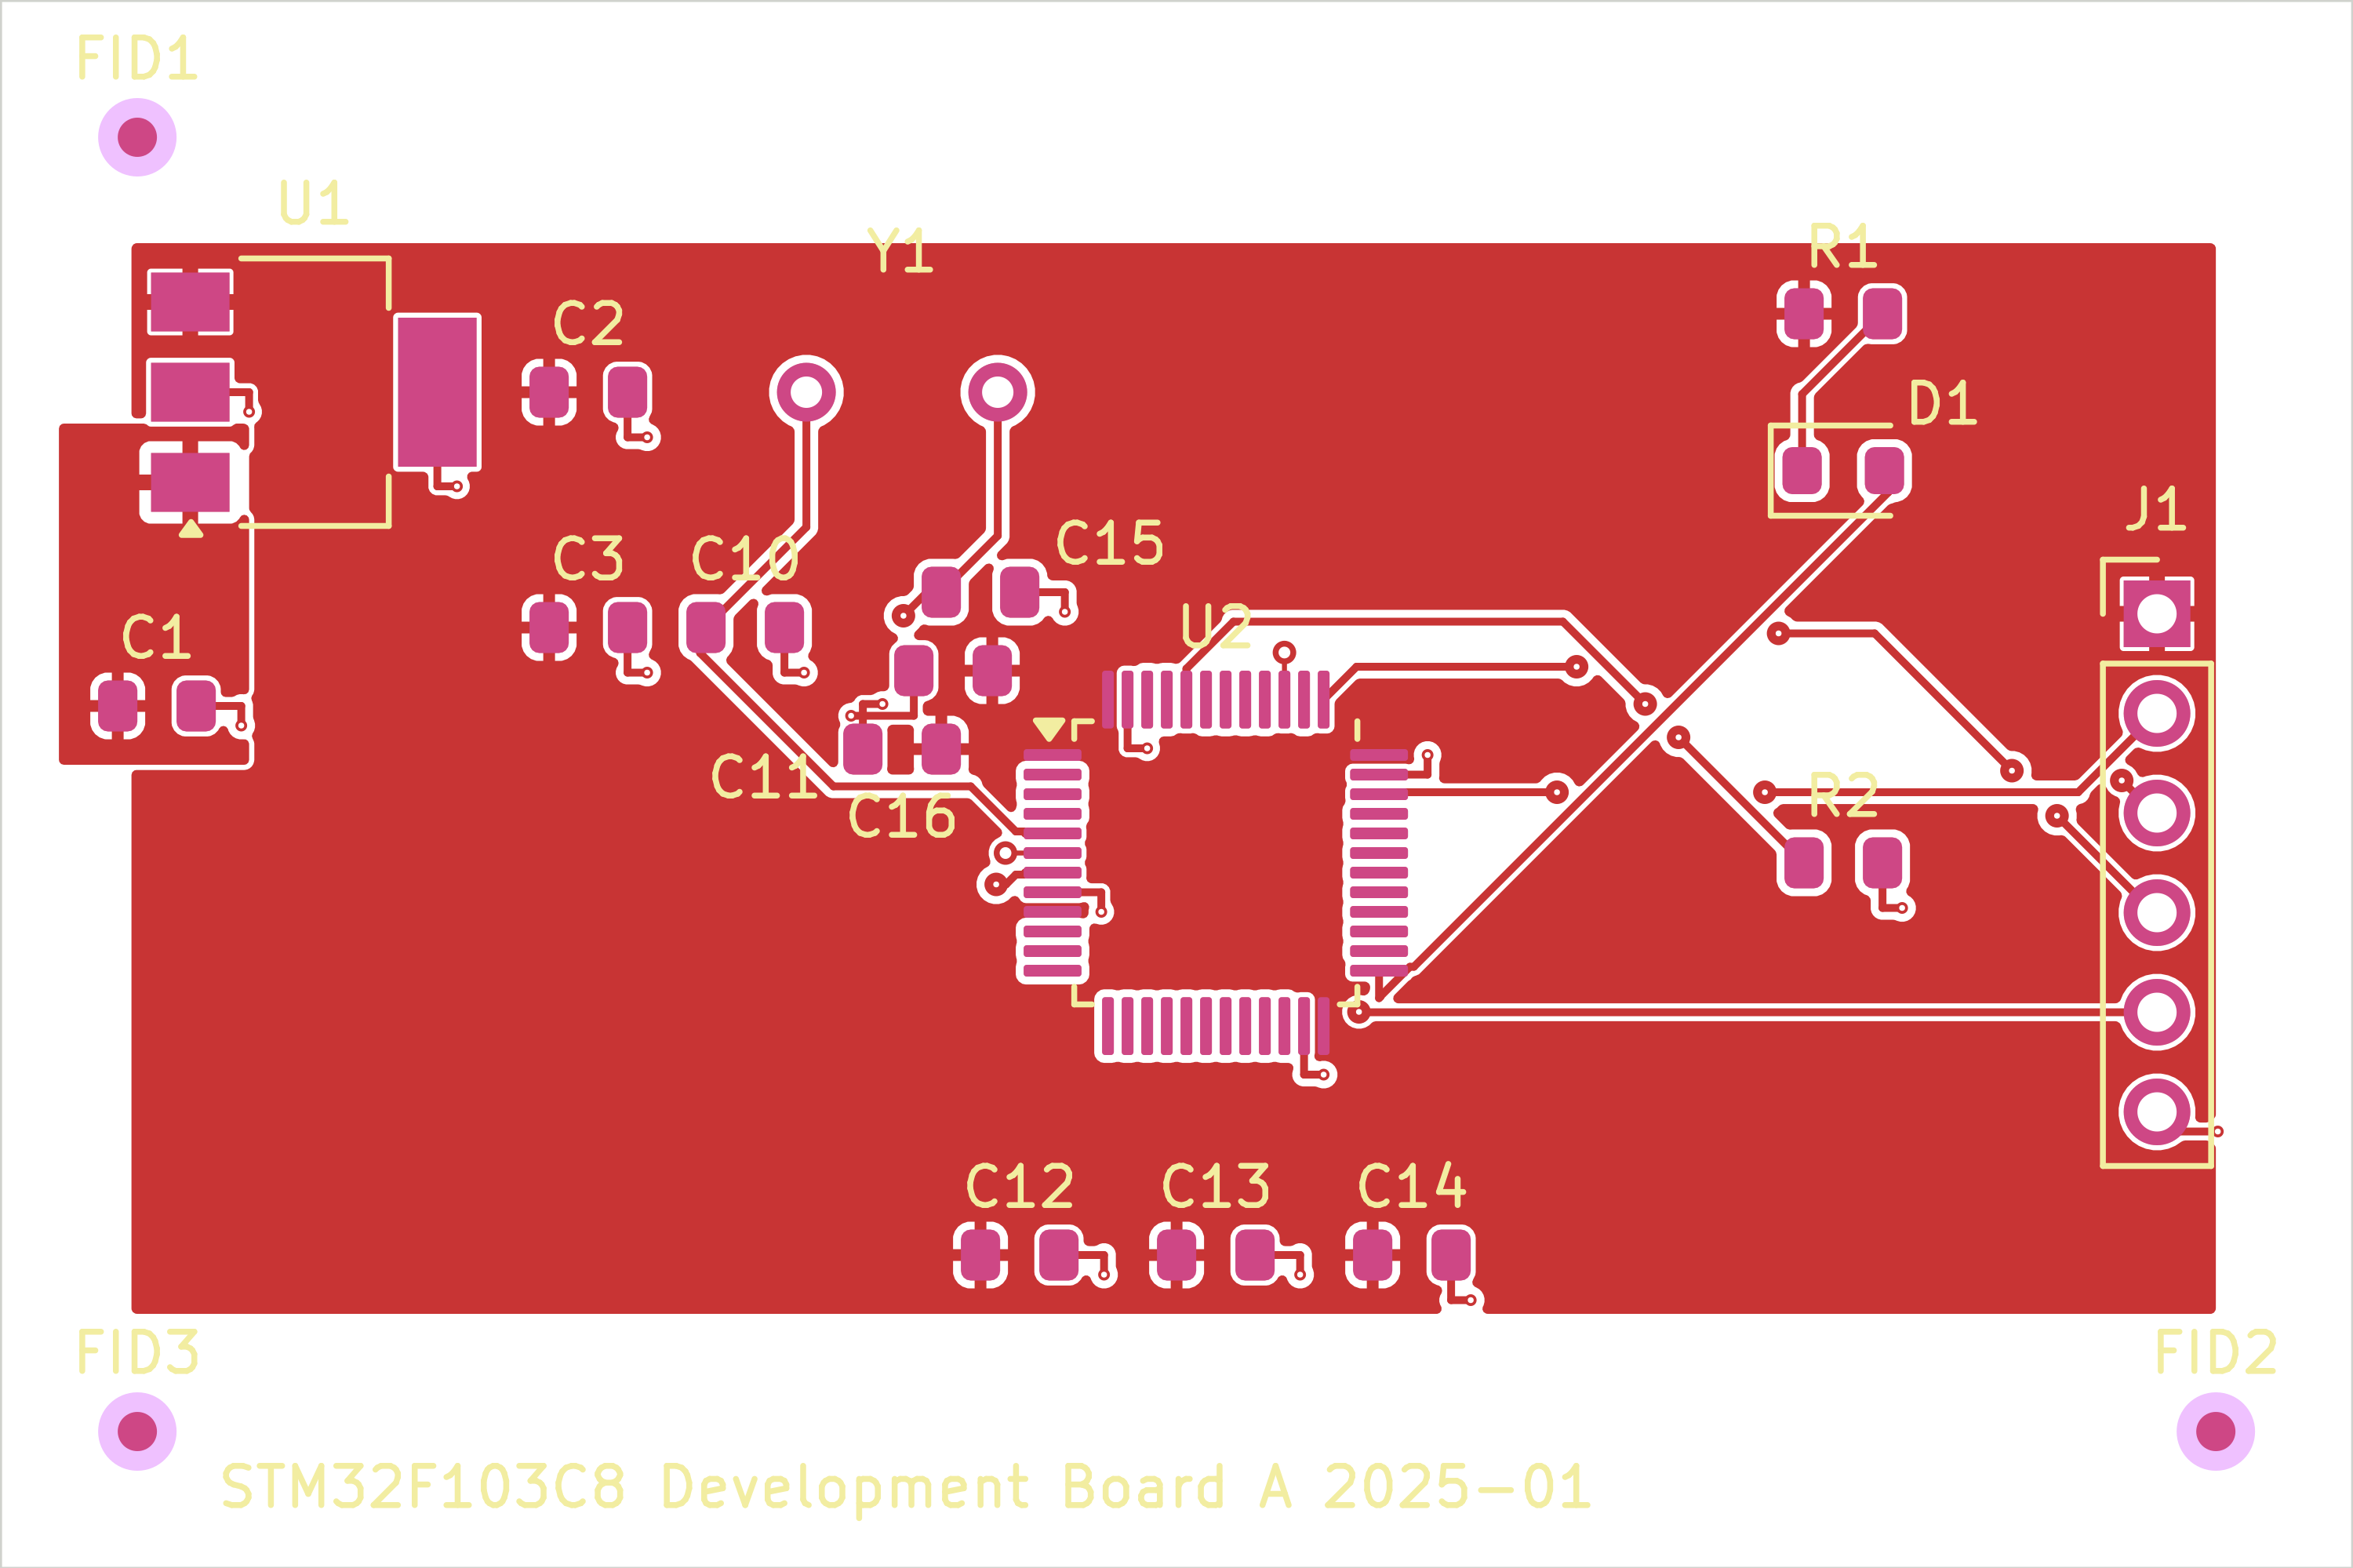 FID1
U1
Y1
R1
C2
D1
J1
C15
C3
C10
U2
C1
C11
R2
C16
C12
C13
C14
FID3
FID2
STM32F103C8 Development Board A 2025-01